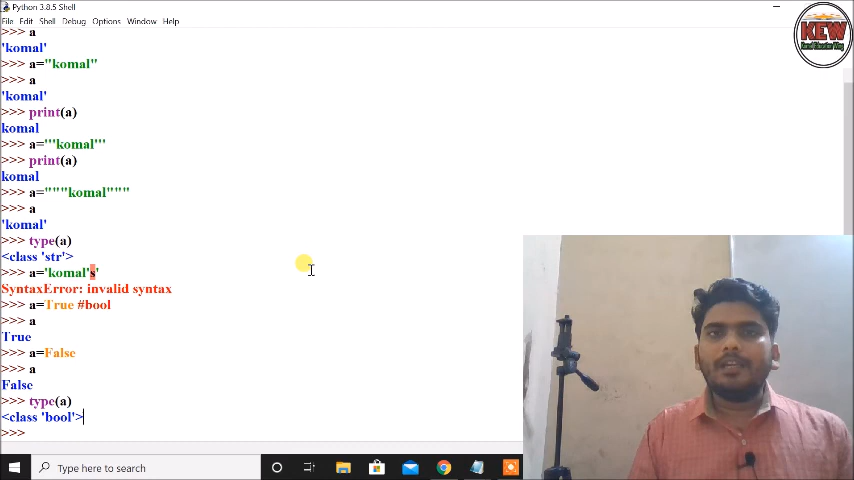 Python 3.8.5 Shell
File Edit Shell Debug Options Window Help
>>> a
'komal'
>>> a="komal"
>>> a
'komal'
>>> print(a)
komal
>>> a='''komal'''
>>> print(a)
komal
>>> a="""komal"""
>>> a
'komal'
>>> type(a)
<class 'str'>
>>> a='komal's'
SyntaxError: invalid syntax
>>> a=True #bool
>>> a
True
>>> a=False
>>> a
False
>>> type(a)
<class 'bool'>
>>>
Type here to search
KEW